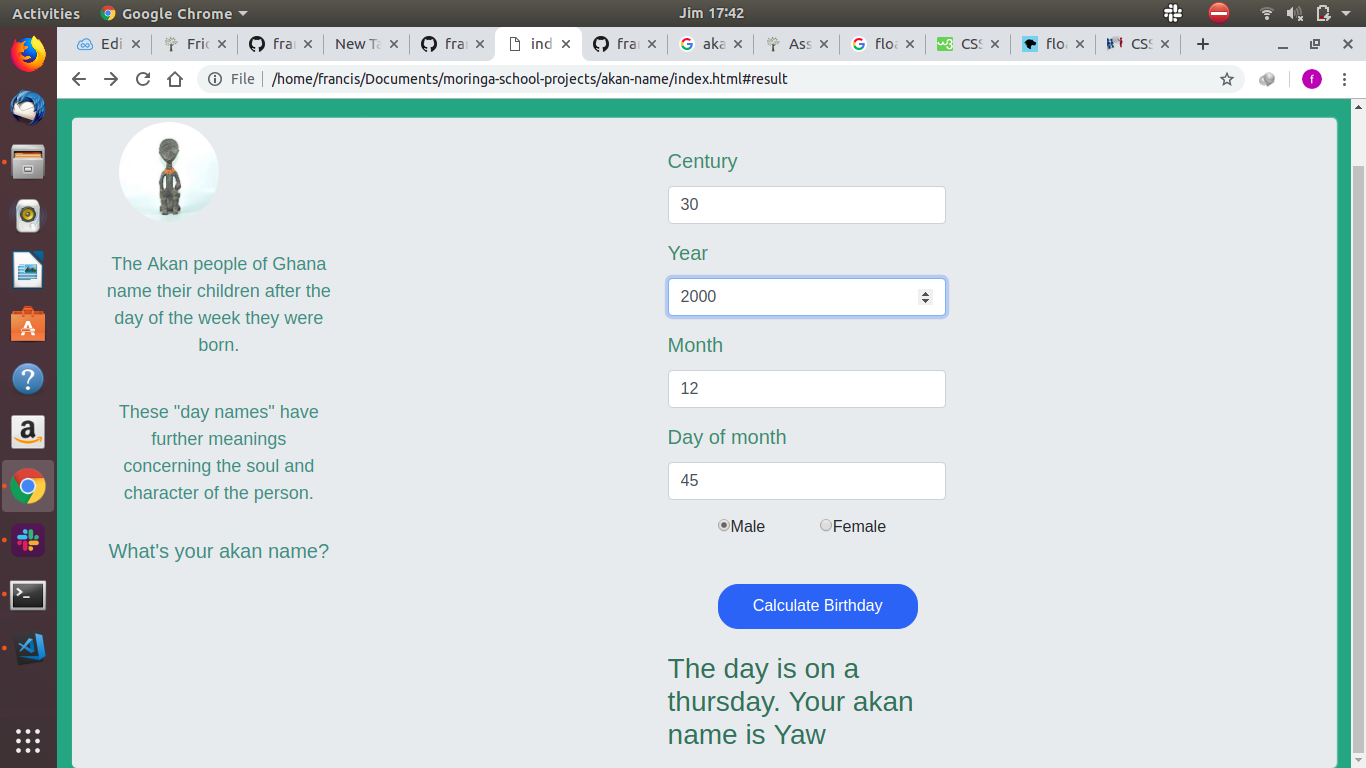 Activities
Google Chrome
Jim 17:42
Edi
Fric
fra
New Ta
fra
ind
fra
aka
Ass
floa
CSS
floa
CSS
File
/home/francis/Documents/moringa-school-projects/akan-name/index.html#result
f
The Akan people of Ghana
name their children after the
day of the week they were
born.
These "day names" have
further meanings
concerning the soul and
character of the person.
What's your akan name?
Century
30
Year
2000
Month
12
Day of month
45
Male
Female
Calculate Birthday
The day is on a
thursday. Your akan
name is Yaw